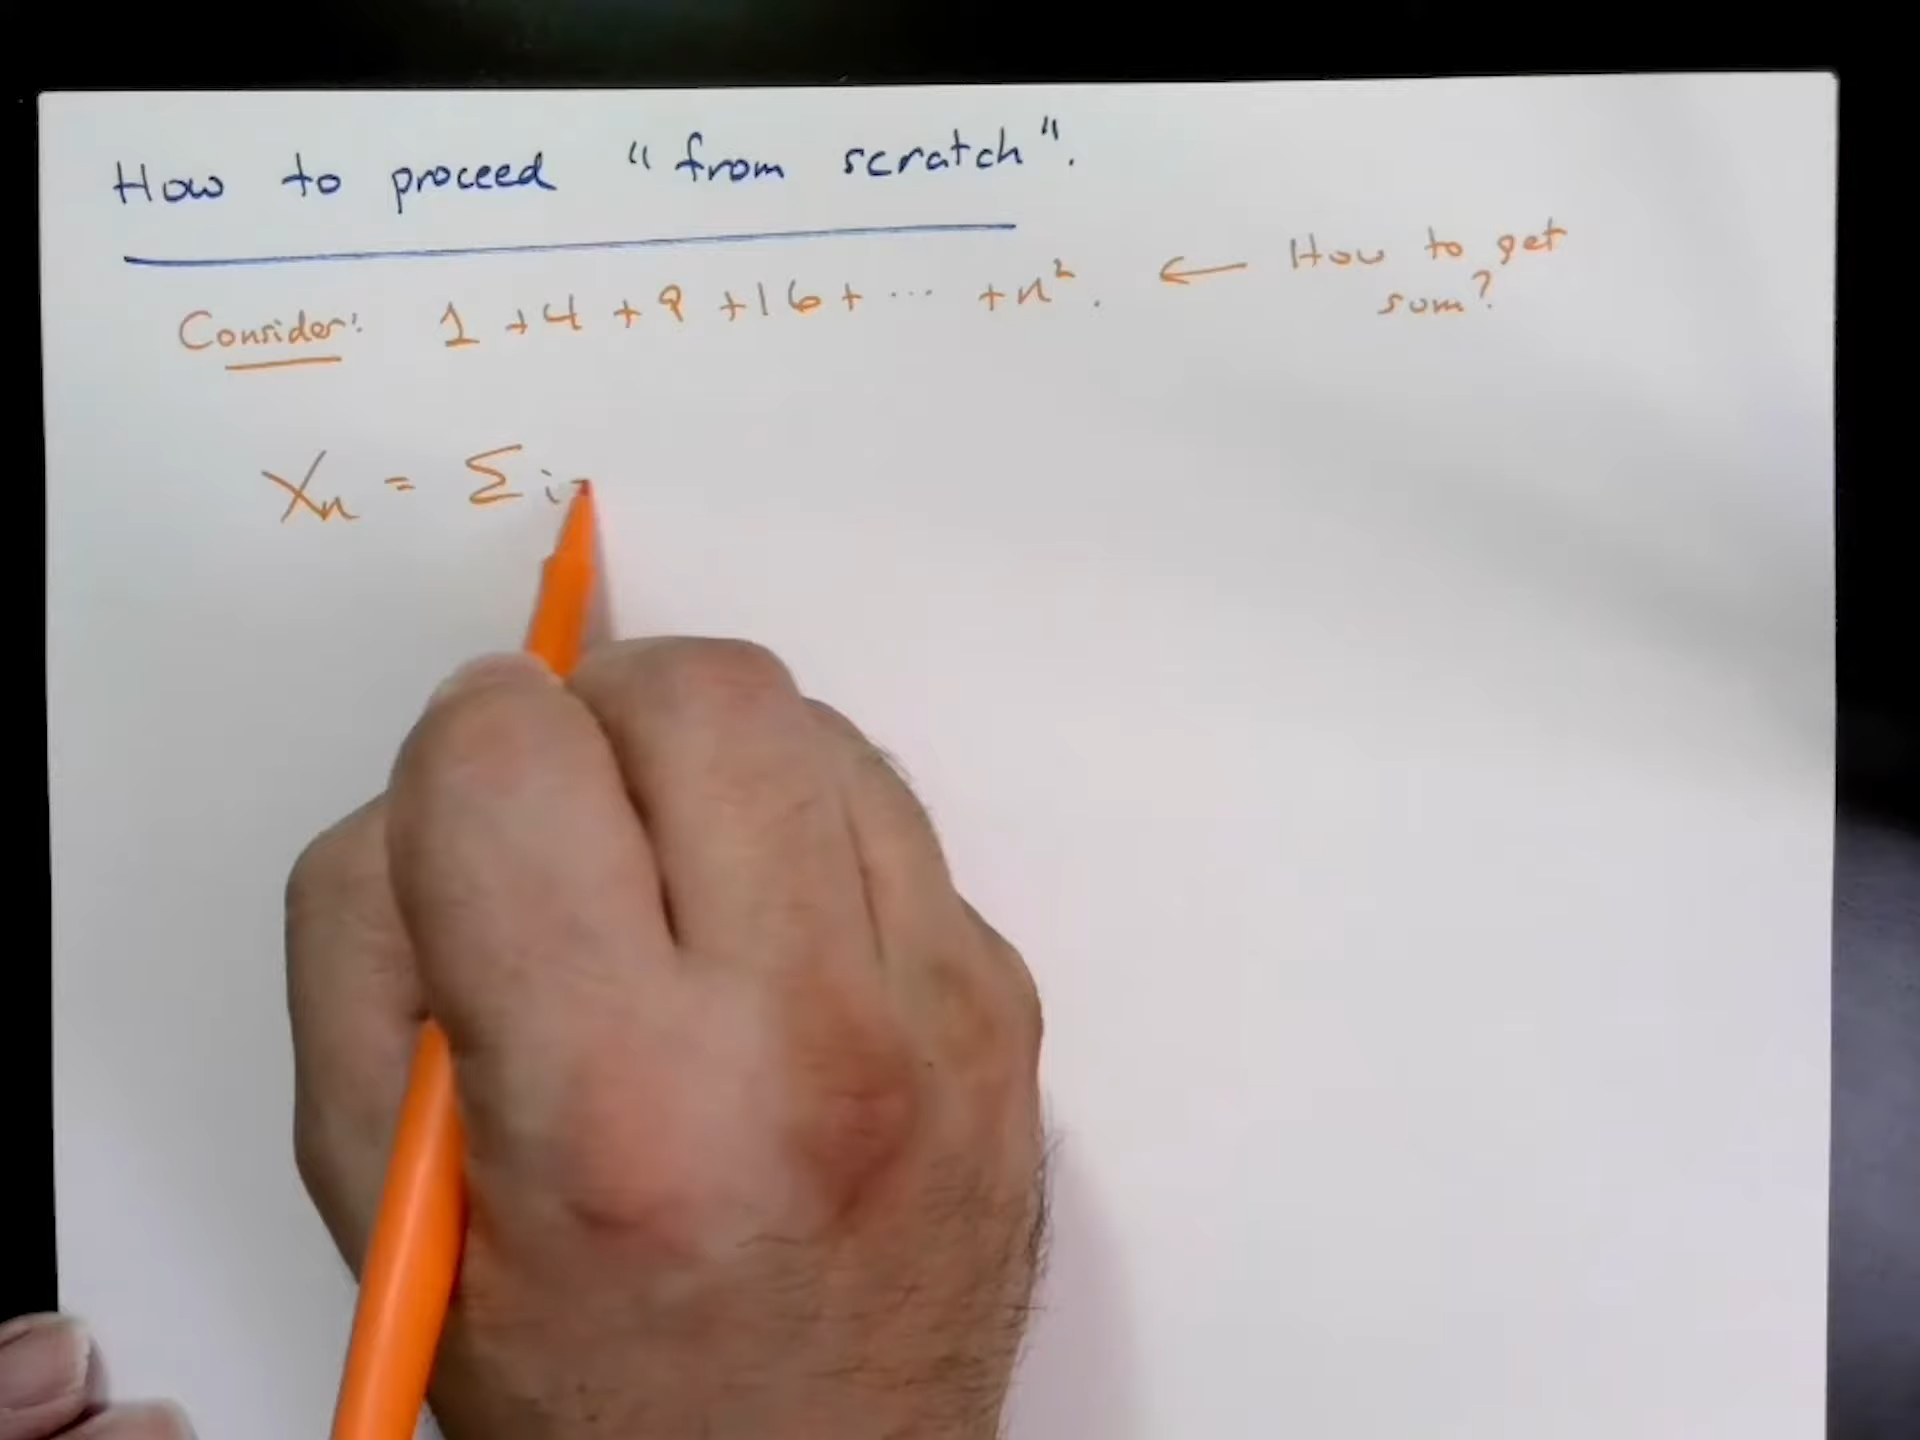 How to proceed "from scratch".
Consider: 1 + 4 + 9 + 16 + ... + n². ← How to get
sum?
Xn = Σ i